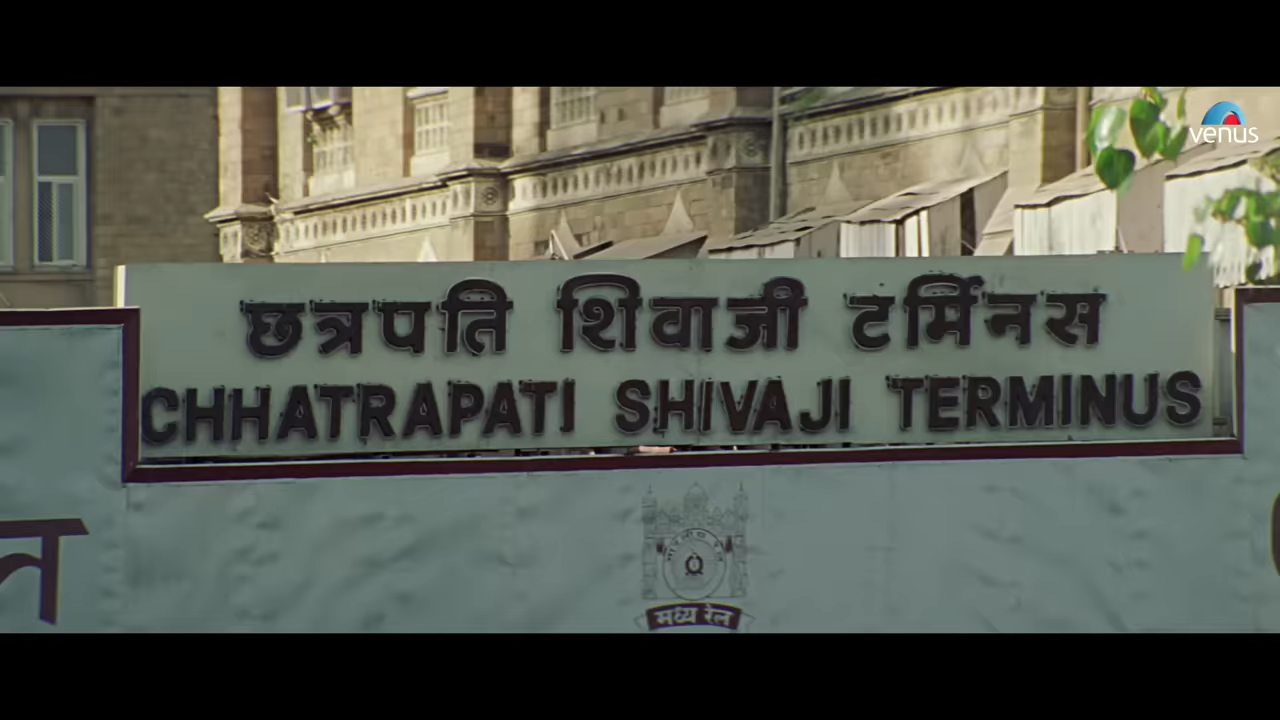 venus
छत्रपति शिवाजी टर्मिनस
CHHATRAPATI SHIVAJI TERMINUS
मध्य रेल